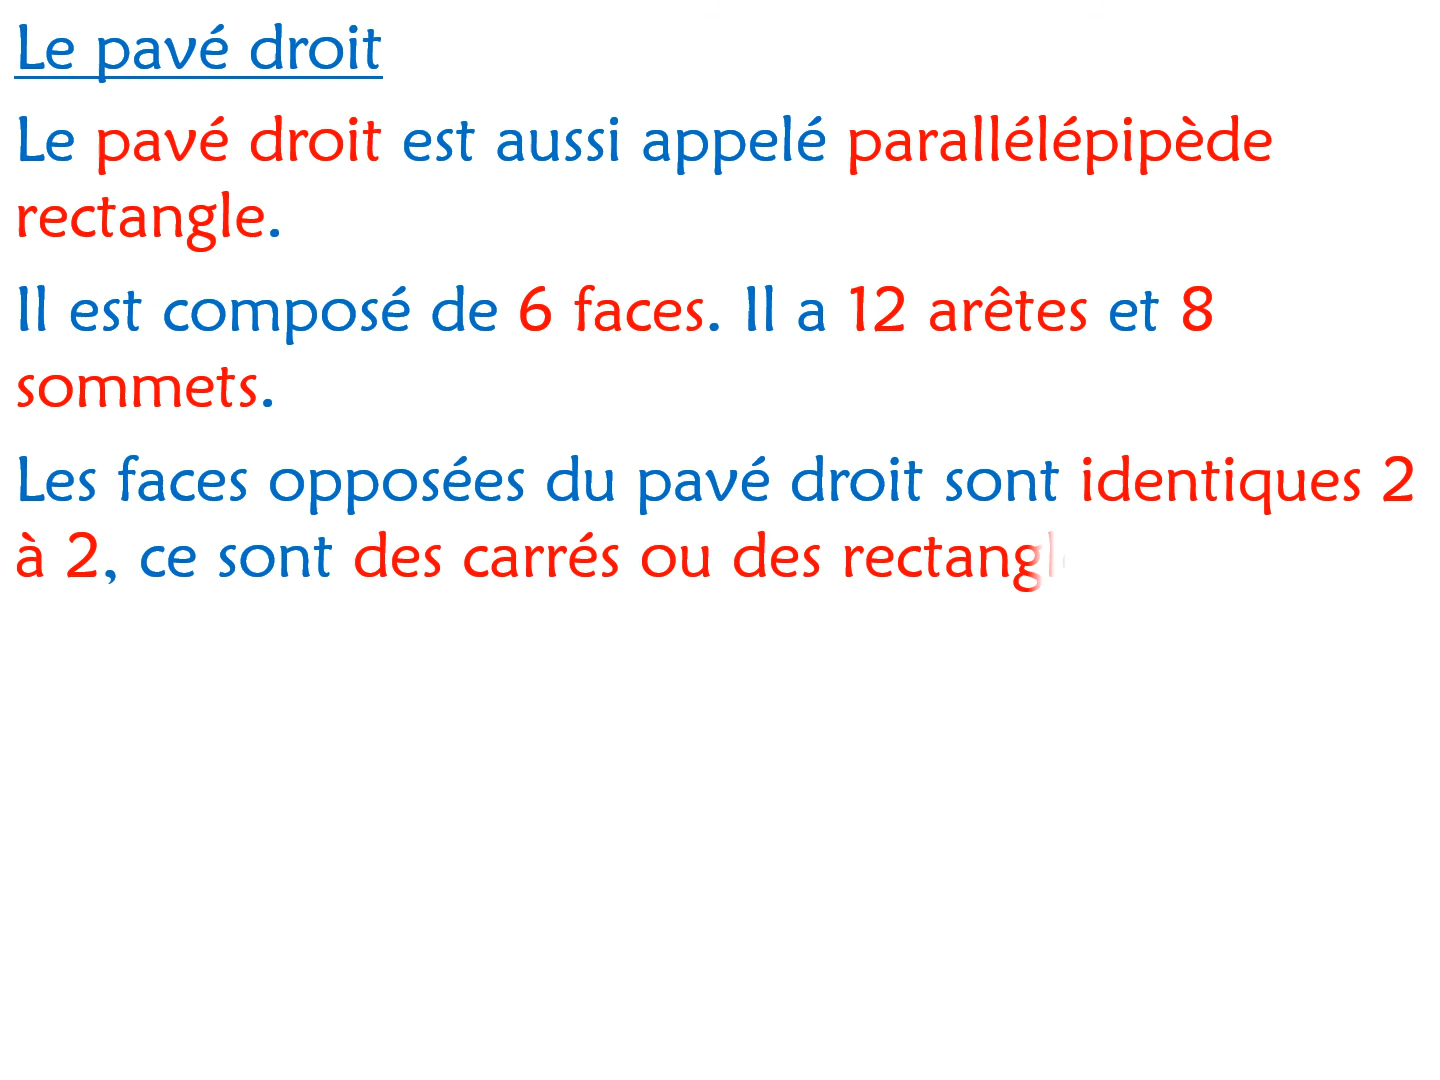 Le pavé droit
Le pavé droit est aussi appelé parallélépipède
rectangle.
Il est composé de 6 faces. Il a 12 arêtes et 8
sommets.
Les faces opposées du pavé droit sont identiques 2
à 2, ce sont des carrés ou des